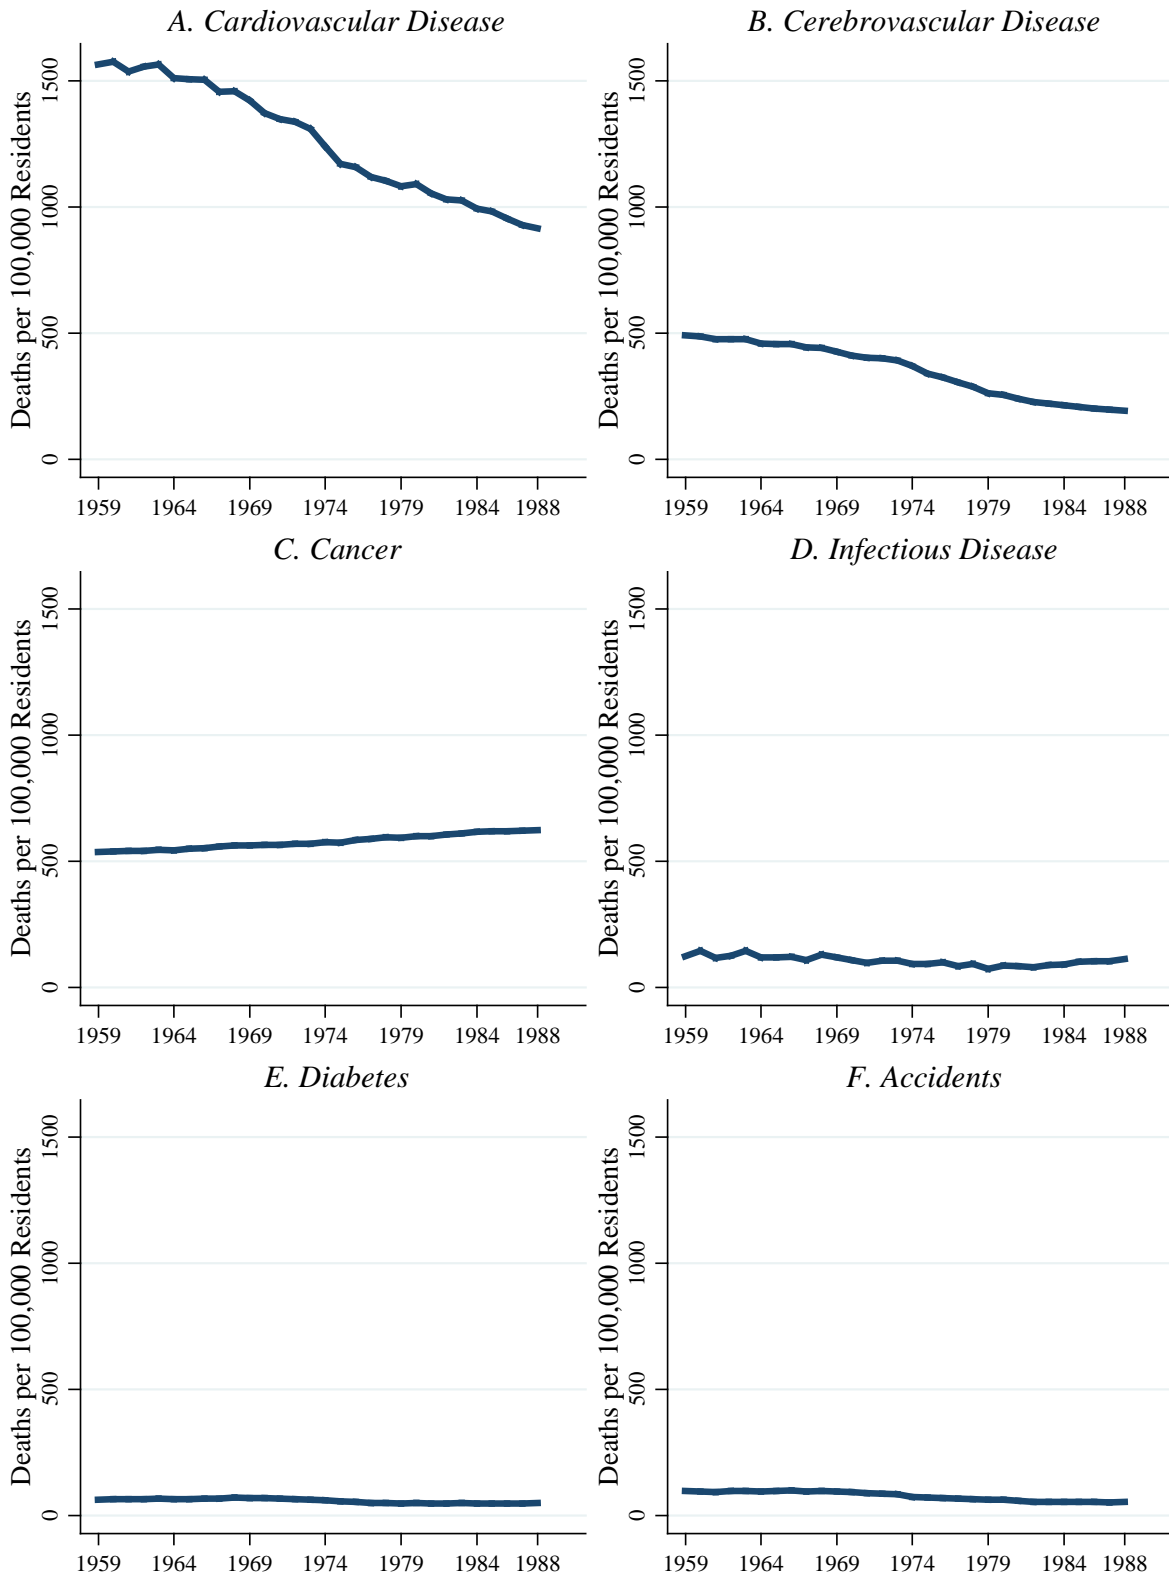 A. Cardiovascular Disease
Deaths per 100,000 Residents
1500
1000
500
0
1959 1964 1969 1974 1979 1984 1988
B. Cerebrovascular Disease
Deaths per 100,000 Residents
1500
1000
500
0
1959 1964 1969 1974 1979 1984 1988
C. Cancer
Deaths per 100,000 Residents
1500
1000
500
0
1959 1964 1969 1974 1979 1984 1988
D. Infectious Disease
Deaths per 100,000 Residents
1500
1000
500
0
1959 1964 1969 1974 1979 1984 1988
E. Diabetes
Deaths per 100,000 Residents
1500
1000
500
0
1959 1964 1969 1974 1979 1984 1988
F. Accidents
Deaths per 100,000 Residents
1500
1000
500
0
1959 1964 1969 1974 1979 1984 1988